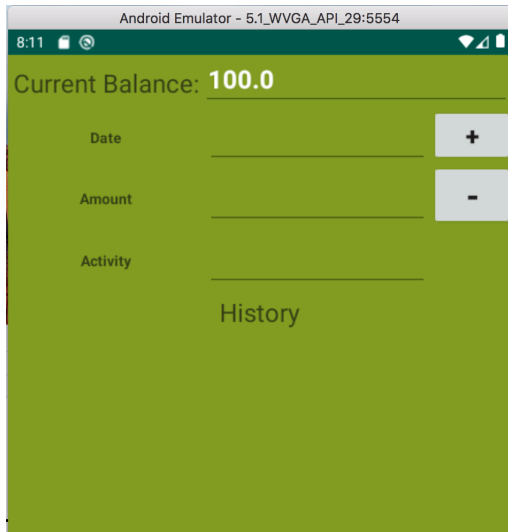 Android Emulator - 5.1_WVGA_API_29:5554
8:11
Current Balance: 100.0
Date +
Amount -
Activity
History